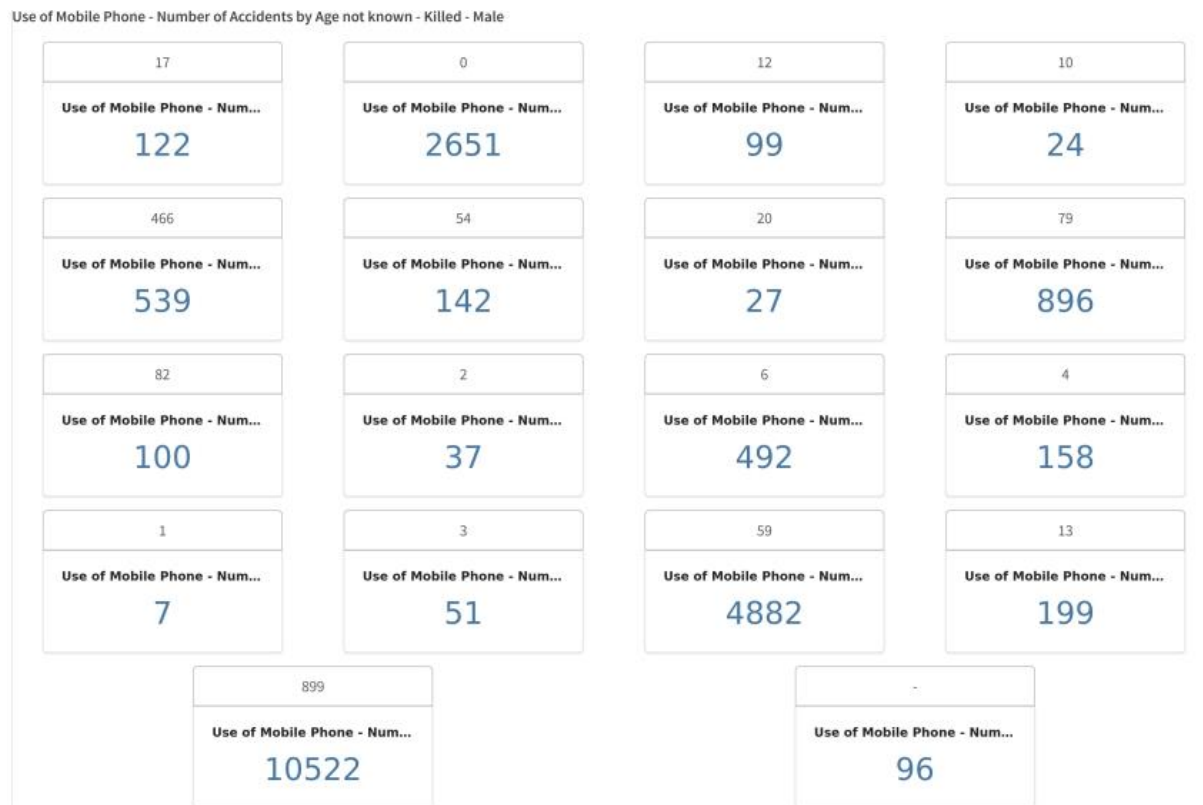 Use of Mobile Phone - Number of Accidents by Age not known - Killed - Male
17 0 12 10
Use of Mobile Phone - Num... Use of Mobile Phone - Num... Use of Mobile Phone - Num... Use of Mobile Phone - Num...
122 2651 99 24
466 54 20 79
Use of Mobile Phone - Num... Use of Mobile Phone - Num... Use of Mobile Phone - Num... Use of Mobile Phone - Num...
539 142 27 896
82 2 6 4
Use of Mobile Phone - Num... Use of Mobile Phone - Num... Use of Mobile Phone - Num... Use of Mobile Phone - Num...
100 37 492 158
1 3 59 13
Use of Mobile Phone - Num... Use of Mobile Phone - Num... Use of Mobile Phone - Num... Use of Mobile Phone - Num...
7 51 4882 199
899 -
Use of Mobile Phone - Num... Use of Mobile Phone - Num...
10522 96